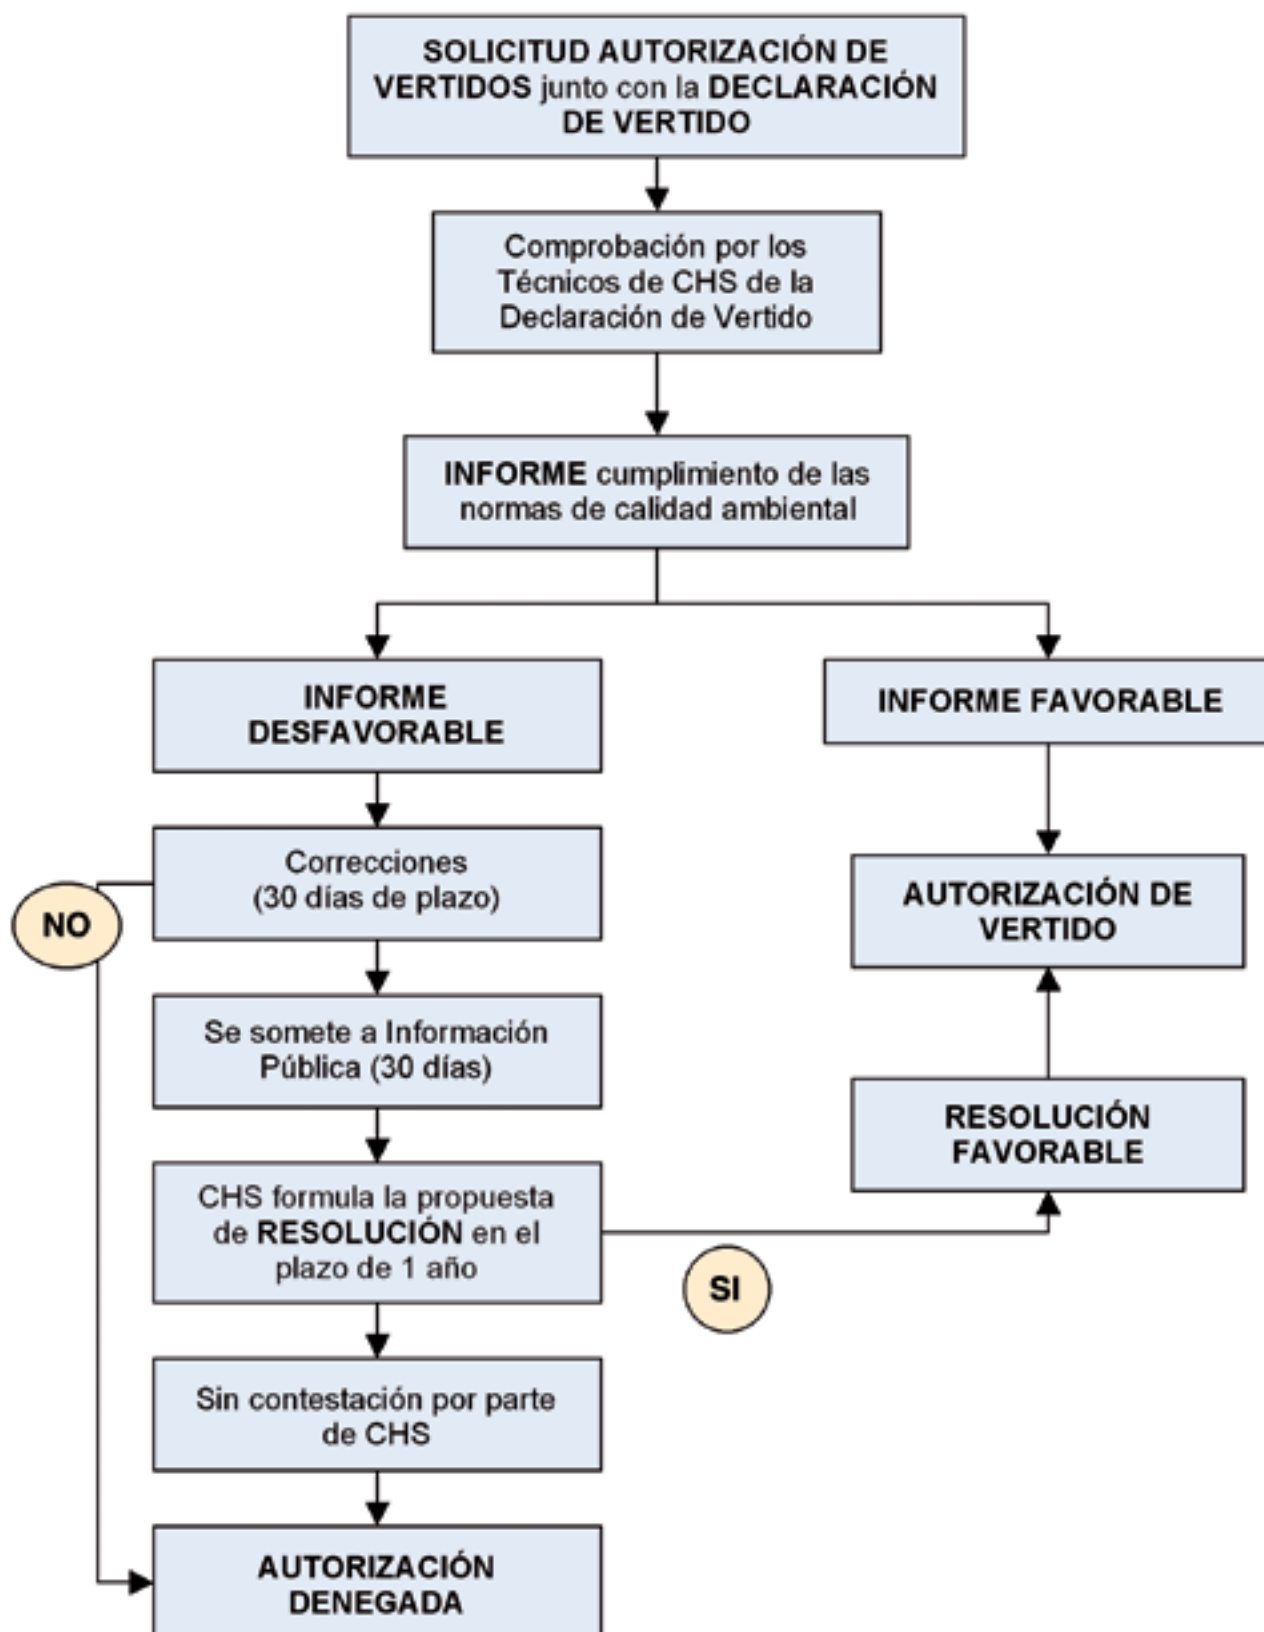 SOLICITUD AUTORIZACIÓN DE
VERTIDOS junto con la DECLARACIÓN
DE VERTIDO
Comprobación por los
Técnicos de CHS de la
Declaración de Vertido
INFORME cumplimiento de las
normas de calidad ambiental
INFORME
DESFAVORABLE
INFORME FAVORABLE
Correcciones
(30 días de plazo)
NO
AUTORIZACIÓN DE
VERTIDO
Se somete a Información
Pública (30 días)
RESOLUCIÓN
FAVORABLE
CHS formula la propuesta
de RESOLUCIÓN en el
plazo de 1 año
SI
Sin contestación por parte
de CHS
AUTORIZACIÓN
DENEGADA